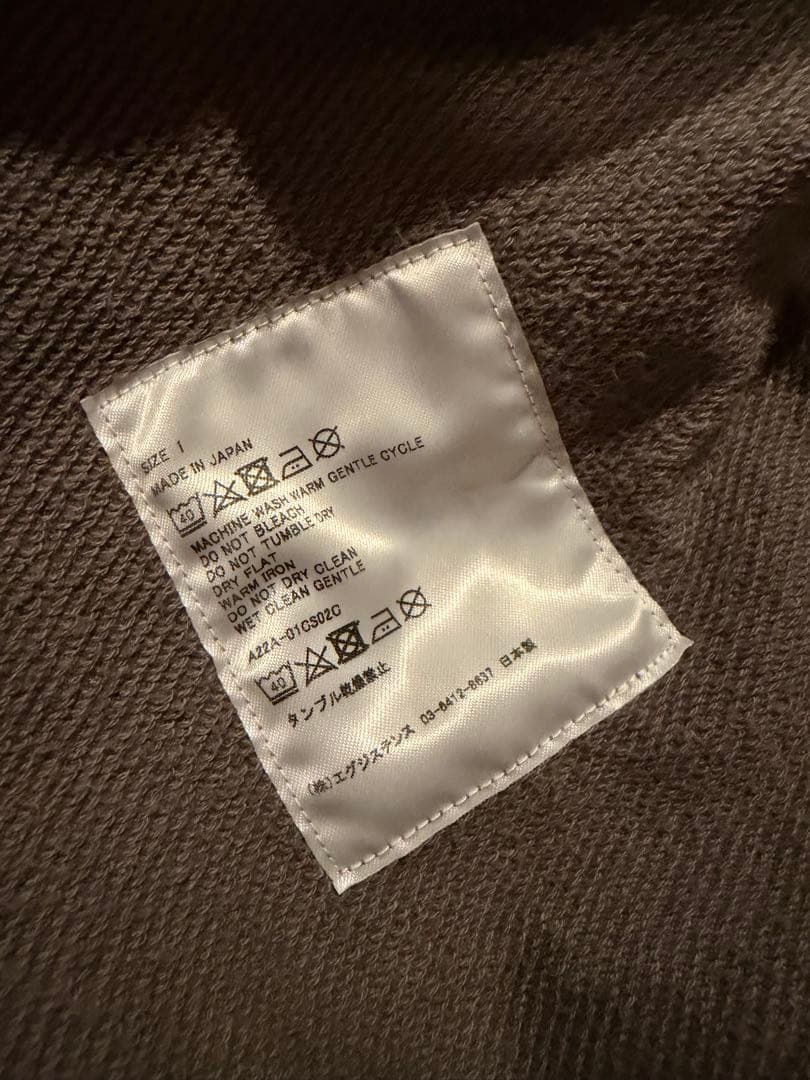 SIZE 1
MADE IN JAPAN
40
MACHINE WASH WARM GENTLE CYCLE
DO NOT BLEACH
DO NOT TUMBLE DRY
DRY FLAT
WARM IRON
DO NOT DRY CLEAN
WET CLEAN GENTLE
A22A-01CS02C
40
タンブル乾燥禁止
(株)エグジステンス 03-6412-8637 日本製